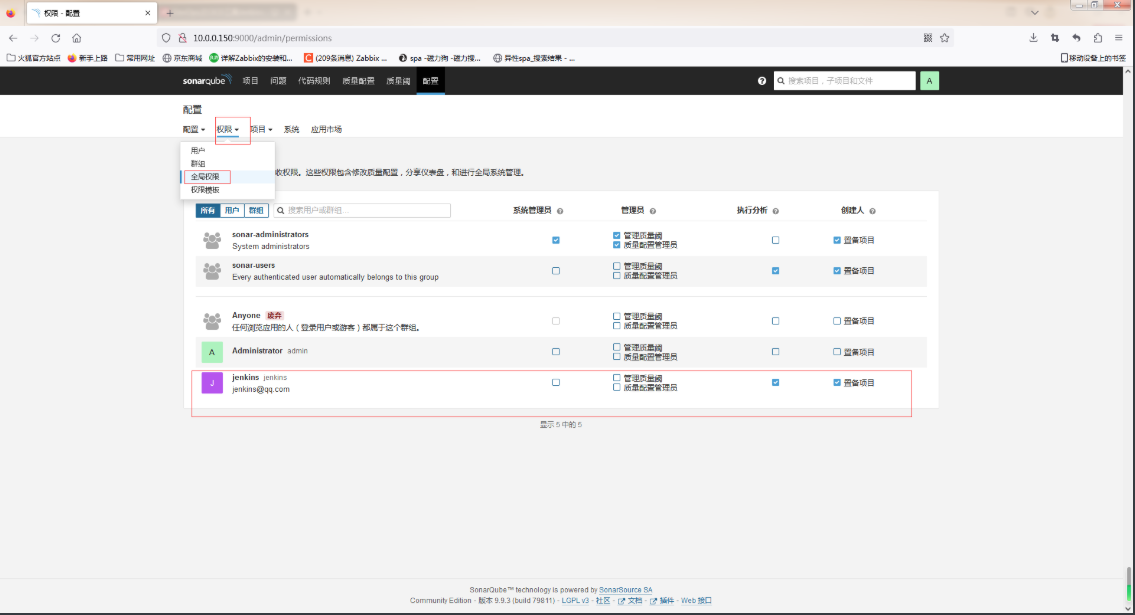 权限 - 配置
10.0.0.150:9000/admin/permissions
火狐官方站点 新手上路 常用网址 京东商城 详解Zabbix的安装和... (209条消息) Zabbix ... spa -磁力狗 -磁力搜... 异性spa_搜索结果 - ... 移动设备上的书签
sonarqube 项目 问题 代码规则 质量配置 质量阈 配置 搜索项目、子项目和文件 A
配置
配置 权限 项目 系统 应用市场
用户
群组
全局权限
收权限。这些权限包含修改质量配置，分享仪表盘，和进行全局系统管理。
权限模板
所有 用户 群组 搜索用户或群组... 系统管理员 管理员 执行分析 创建人
sonar-administrators
System administrators
管理质量阈
质量配置管理员
置备项目
sonar-users
Every authenticated user automatically belongs to this group
管理质量阈
质量配置管理员
置备项目
Anyone 废弃
任何浏览应用的人（登录用户或游客）都属于这个群组。
管理质量阈
质量配置管理员
置备项目
A Administrator admin
管理质量阈
质量配置管理员
置备项目
J jenkins jenkins
jenkins@qq.com
管理质量阈
质量配置管理员
置备项目
显示 5 中的 5
SonarQube™ technology is powered by SonarSource SA
Community Edition - 版本 9.9.3 (build 79811) - LGPL v3 - 社区 - 文档 - 插件 - Web 接口